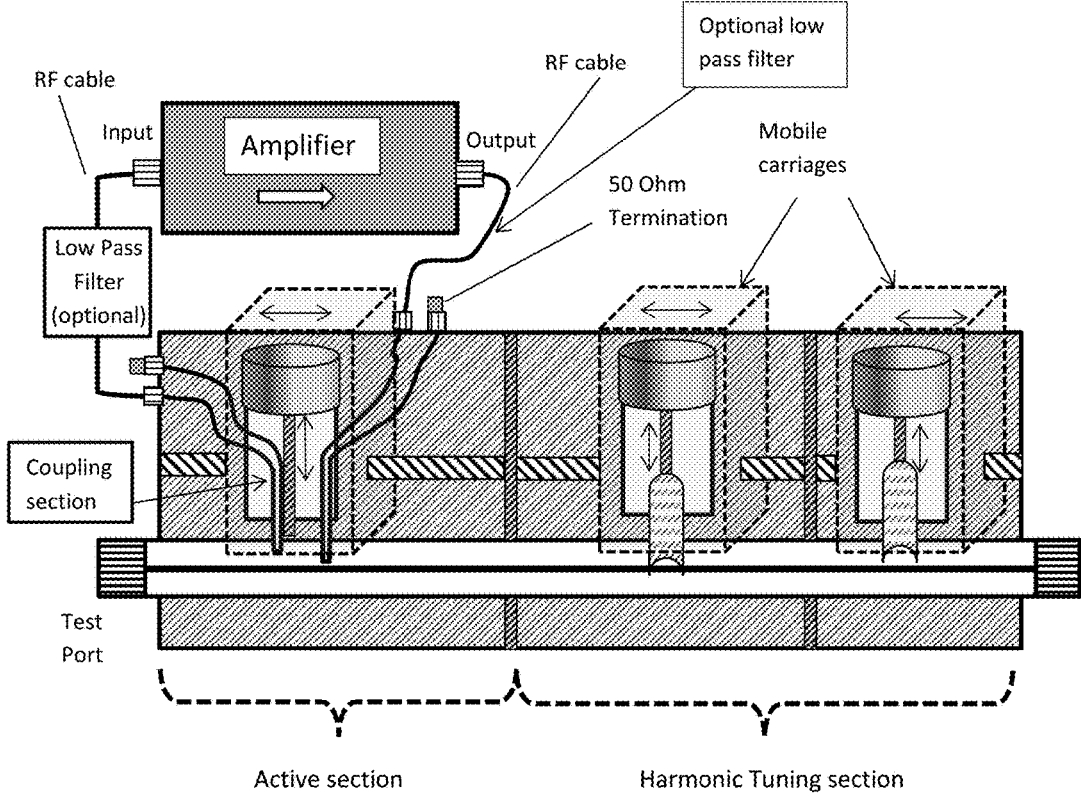 Optional low
pass filter
RF cable
RF cable
Input
Amplifier
Output
Mobile
carriages
50 Ohm
Termination
Low Pass
Filter
(optional)
Coupling
section
Test
Port
Active section
Harmonic Tuning section